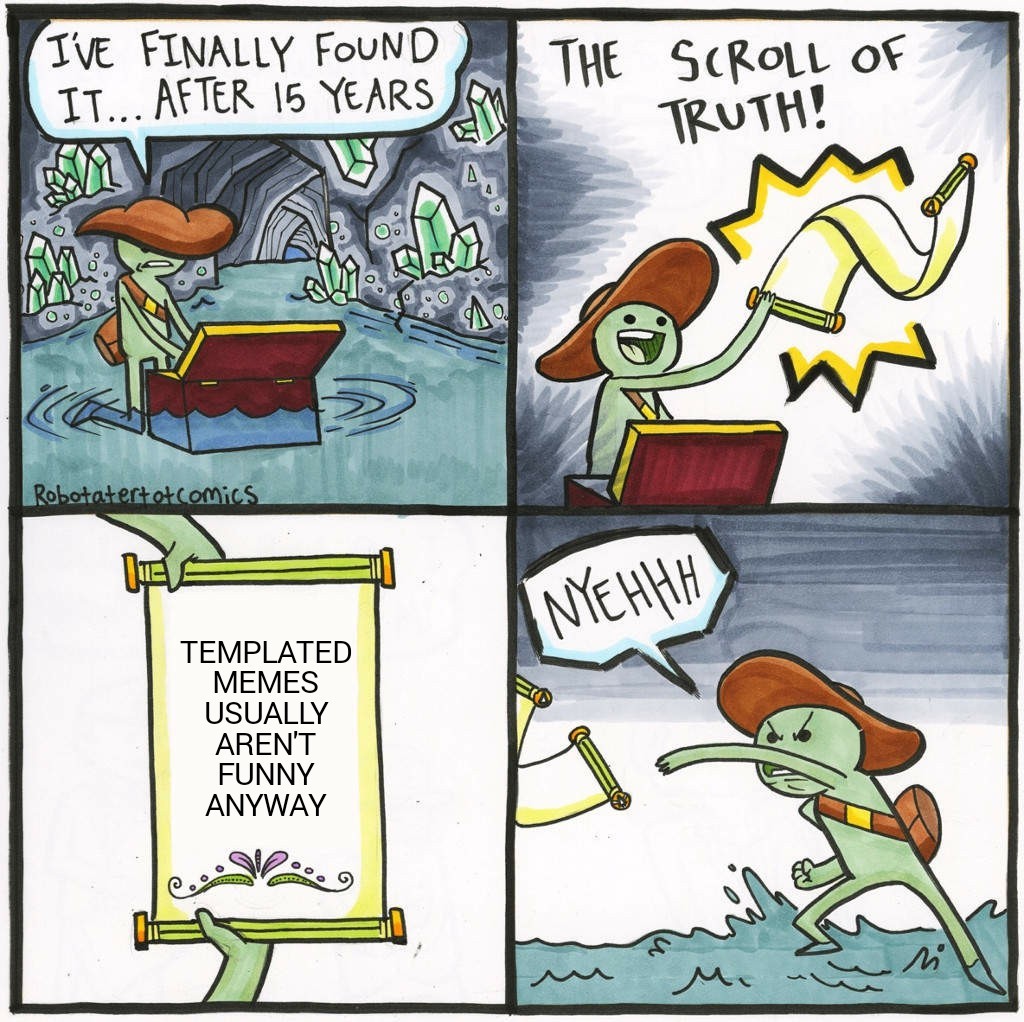 I'VE FINALLY FOUND
IT... AFTER 15 YEARS
Robotatertotcomics
THE SCROLL OF
TRUTH!
TEMPLATED
MEMES
USUALLY
AREN'T
FUNNY
ANYWAY
NYEHHH